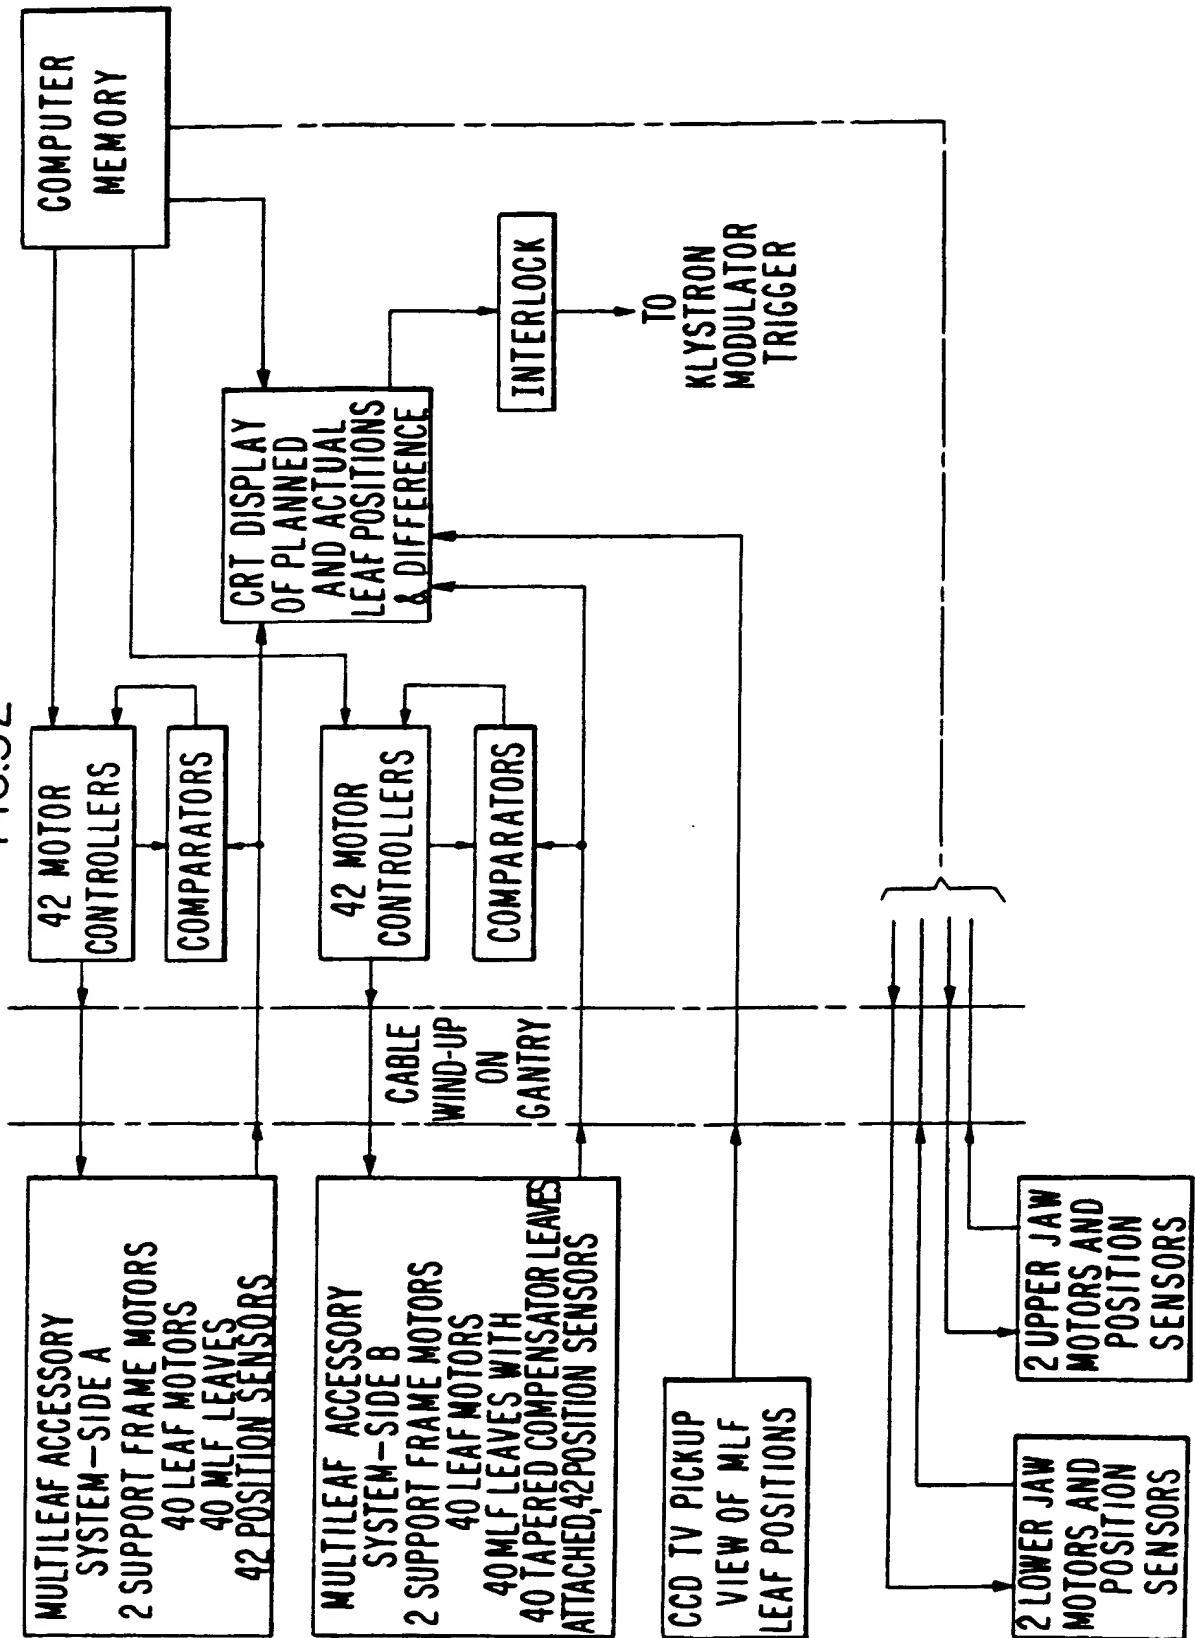 COMPUTER
MEMORY
42 MOTOR
CONTROLLERS
COMPARATORS
42 MOTOR
CONTROLLERS
COMPARATORS
CRT DISPLAY
OF PLANNED
AND ACTUAL
LEAF POSITIONS
& DIFFERENCE
INTERLOCK
TO
KLYSTRON
MODULATOR
TRIGGER
CABLE
WIND-UP
ON
GANTRY
MULTILEAF ACCESSORY
SYSTEM-SIDE A
2 SUPPORT FRAME MOTORS
40 LEAF MOTORS
40 MLF LEAVES
42 POSITION SENSORS
MULTILEAF ACCESSORY
SYSTEM-SIDE B
2 SUPPORT FRAME MOTORS
40 LEAF MOTORS
40 MLF LEAVES WITH
40 TAPERED COMPENSATOR LEAVES
ATTACHED, 42 POSITION SENSORS
CCD TV PICKUP
VIEW OF MLF
LEAF POSITIONS
2 UPPER JAW
MOTORS AND
POSITION
SENSORS
2 LOWER JAW
MOTORS AND
POSITION
SENSORS